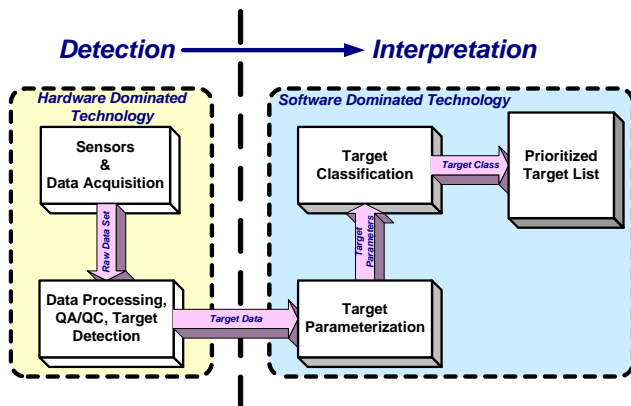 Detection
Interpretation
Hardware Dominated
Technology
Sensors
&
Data Acquisition
Raw Data Set
Data Processing,
QA/QC, Target
Detection
Target Data
Software Dominated Technology
Target
Classification
Target Class
Prioritized
Target List
Target
Parameters
Target
Parameterization